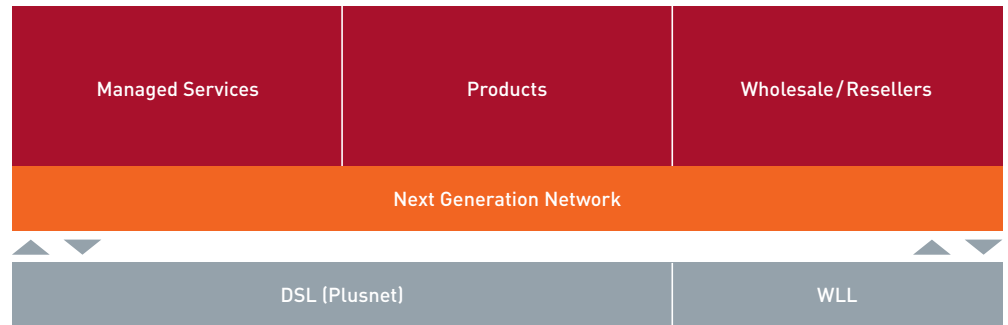 Managed Services
Products
Wholesale/Resellers
Next Generation Network
DSL (Plusnet)
WLL